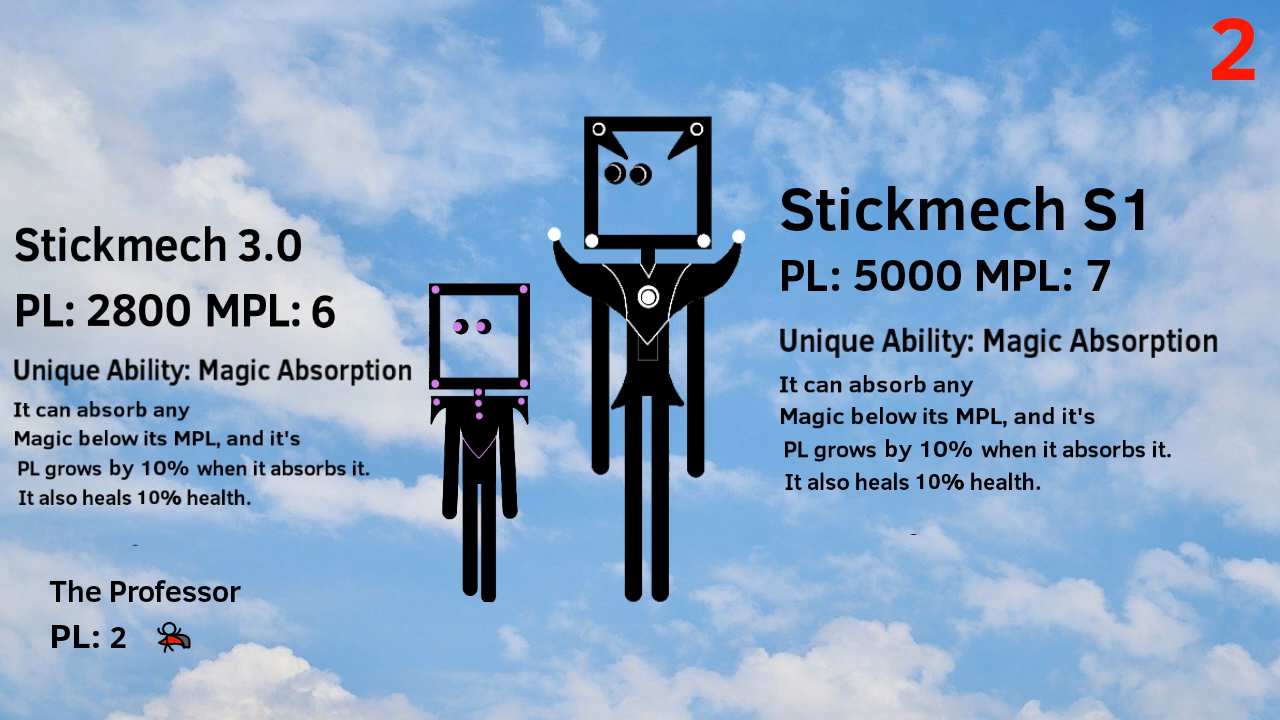 2
Stickmech 3.0
PL: 2800 MPL: 6
Unique Ability: Magic Absorption
It can absorb any
Magic below its MPL, and it's
PL grows by 10% when it absorbs it.
It also heals 10% health.
The Professor
PL: 2
Stickmech S1
PL: 5000 MPL: 7
Unique Ability: Magic Absorption
It can absorb any
Magic below its MPL, and it's
PL grows by 10% when it absorbs its.
It also heals 10% health.